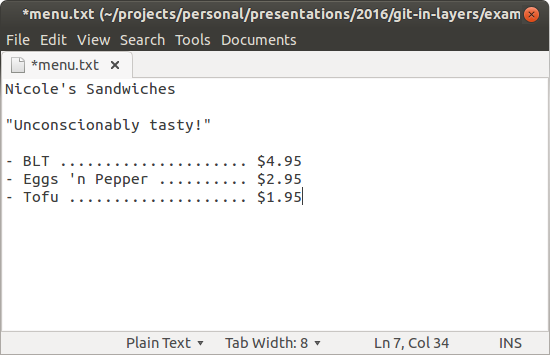 *menu.txt (~/projects/personal/presentations/2016/git-in-layers/exam
File Edit View Search Tools Documents
*menu.txt
Nicole's Sandwiches
"Unconscionably tasty!"
- BLT ..................... $4.95
- Eggs 'n Pepper .......... $2.95
- Tofu .................... $1.95
Plain Text Tab Width: 8 Ln 7, Col 34 INS